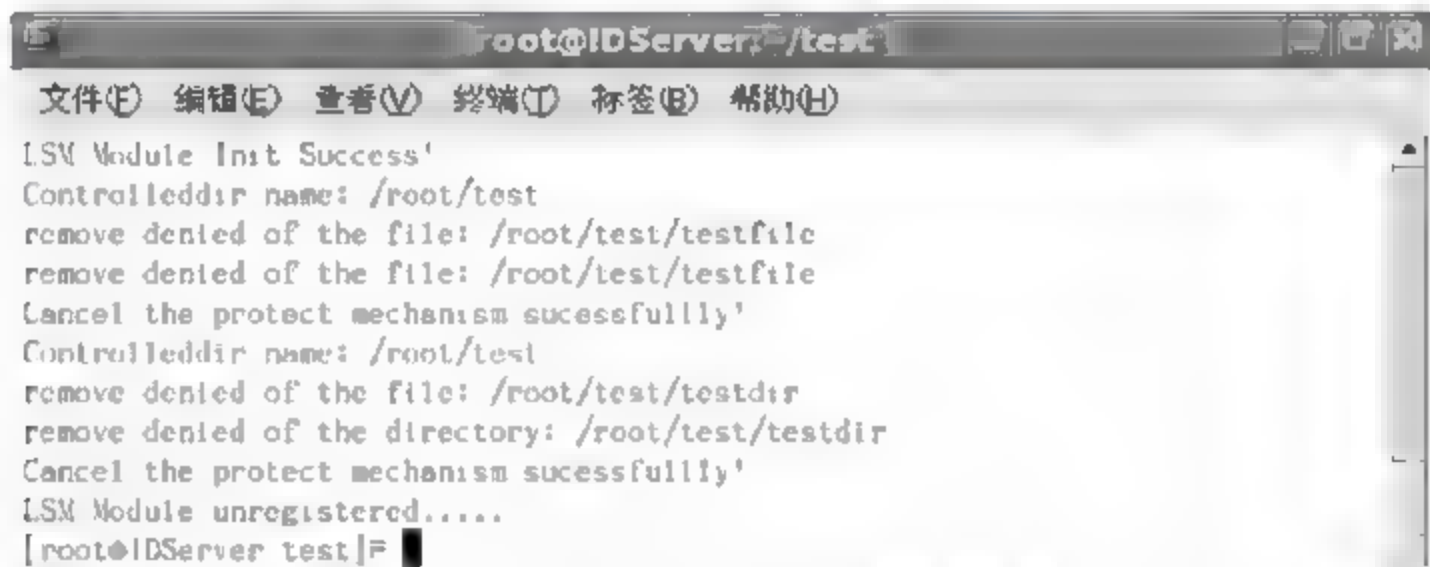 root@IDServer:~/test
文件(F) 编辑(E) 查看(V) 终端(T) 标签(B) 帮助(H)
LSM Module Init Success!
Controlleddir name: /root/test
remove denied of the file: /root/test/testfile
remove denied of the file: /root/test/testfile
Cancel the protect mechanism sucessfullly!
Controlleddir name: /root/test
remove denied of the file: /root/test/testdir
remove denied of the directory: /root/test/testdir
Cancel the protect mechanism sucessfullly!
LSM Module unregistered.....
[root@IDServer test]#